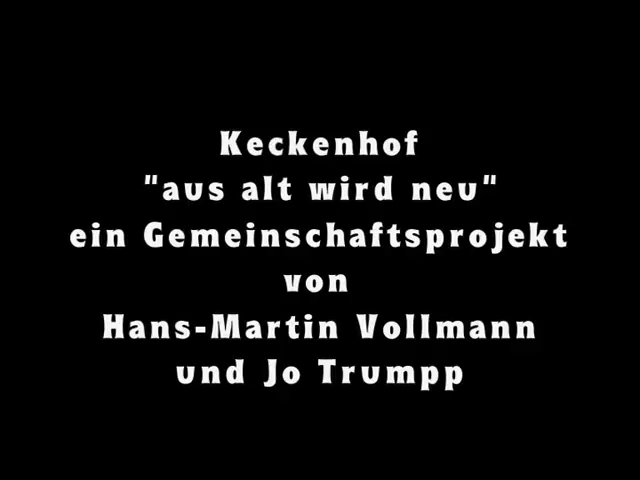 Keckenhof
"aus alt wird neu"
ein Gemeinschaftsprojekt
von
Hans-Martin Vollmann
und Jo Trumpp